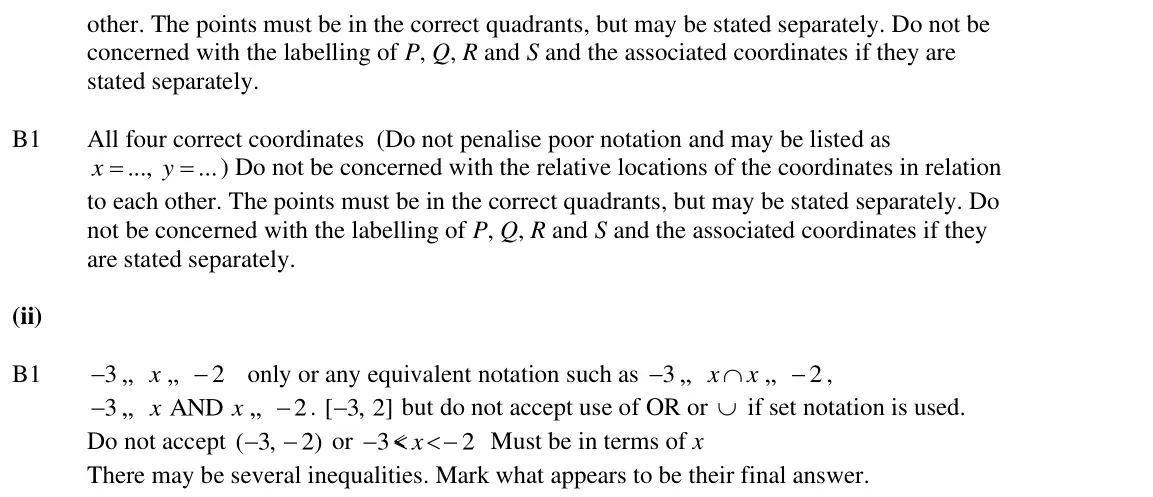 other. The points must be in the correct quadrants, but may be stated separately. Do not be
concerned with the labelling of P, Q, R and S and the associated coordinates if they are
stated separately.
B1 All four correct coordinates (Do not penalise poor notation and may be listed as
x = ..., y = ... ) Do not be concerned with the relative locations of the coordinates in relation
to each other. The points must be in the correct quadrants, but may be stated separately. Do
not be concerned with the labelling of P, Q, R and S and the associated coordinates if they
are stated separately.
(ii)
B1 −3 ,, x ,, −2 only or any equivalent notation such as −3 ,, x∩x ,, −2 ,
−3 ,, x AND x ,, −2 . [−3, 2] but do not accept use of OR or ∪ if set notation is used.
Do not accept (−3, −2) or −3⩽x<−2 Must be in terms of x
There may be several inequalities. Mark what appears to be their final answer.